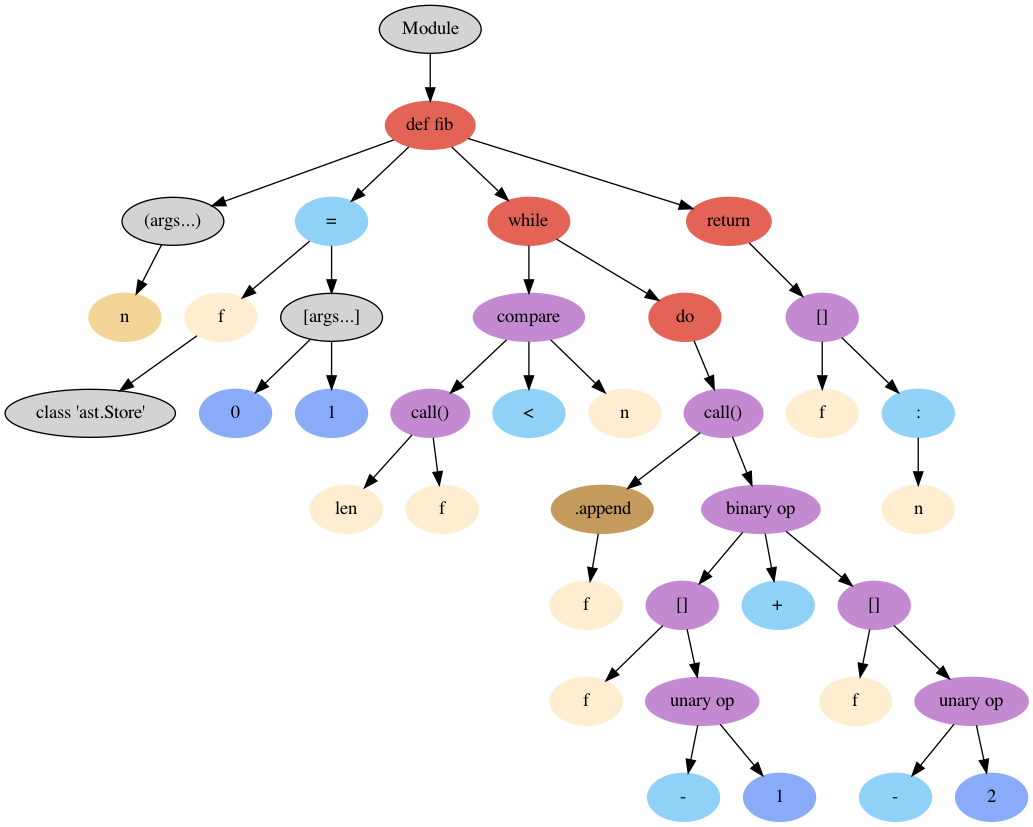 Module
def fib
(args...)
=
while
return
n
f
[args...]
compare
do
[]
class 'ast.Store'
0
1
call()
<
n
call()
f
:
len
f
.append
binary op
n
f
[]
+
[]
f
unary op
f
unary op
-
1
-
2